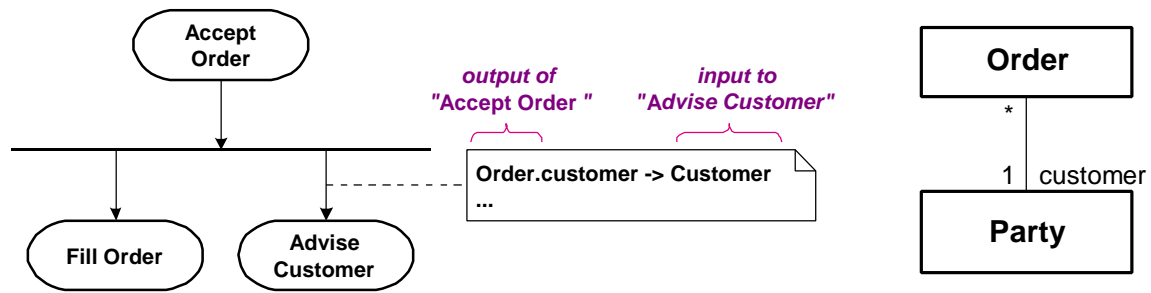 Accept
Order
output of
"Accept Order "
input to
"Advise Customer"
Order.customer -> Customer
...
Fill Order
Advise
Customer
Order
*
1 customer
Party